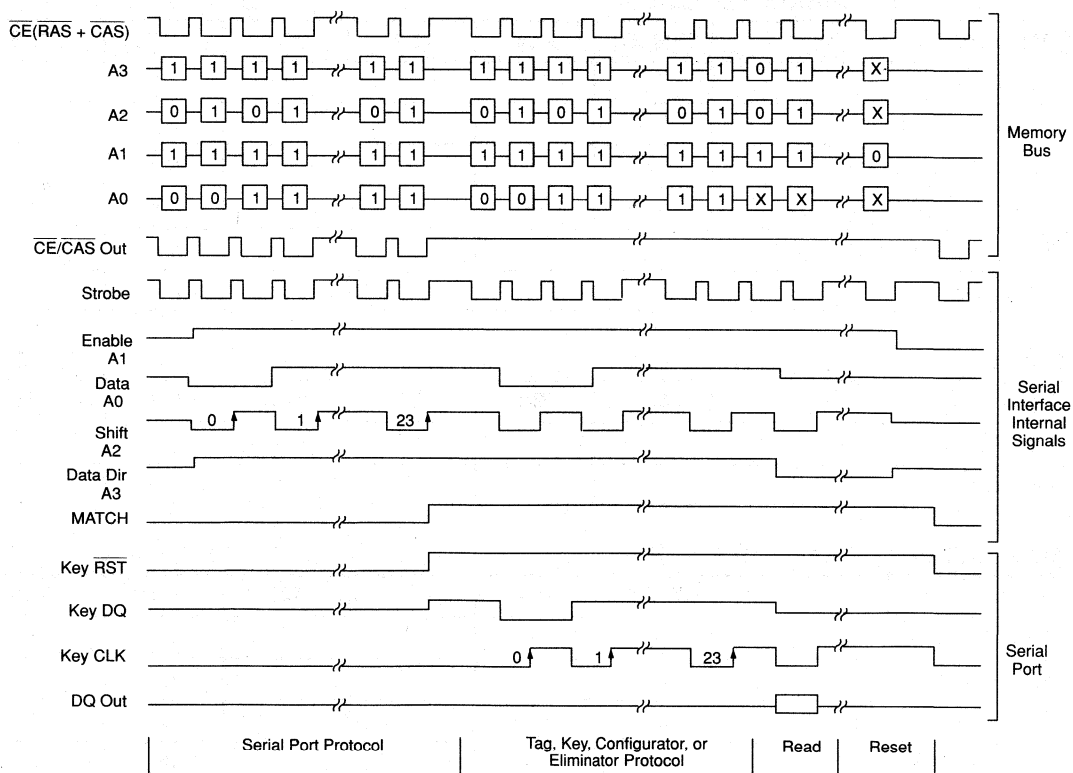 CE(RAS + CAS)
A3 1 1 1 1 1 1 1 1 1 1 1 1 0 1 X
A2 0 1 0 1 0 1 0 1 0 1 0 1 0 1 X
A1 1 1 1 1 1 1 1 1 1 1 1 1 1 1 0
A0 0 0 1 1 1 1 0 0 1 1 1 1 X X X
Memory
Bus
CE/CAS Out
Strobe
Enable
A1
Data
A0
0 1 23
Shift
A2
Data Dir
A3
MATCH
Serial
Interface
Internal
Signals
Key RST
Key DQ
Key CLK 0 1 23
DQ Out
Serial
Port
Serial Port Protocol
Tag, Key, Configurator, or
Eliminator Protocol
Read
Reset